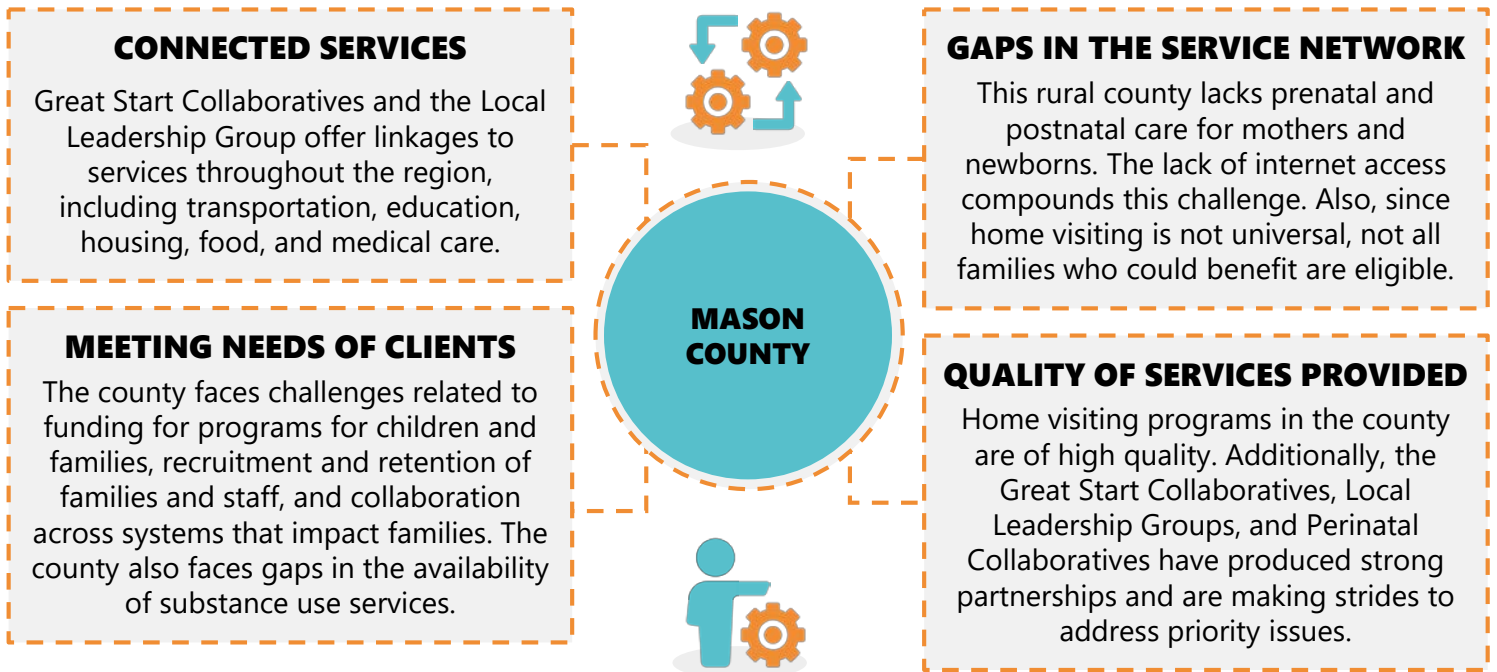 CONNECTED SERVICES
Great Start Collaboratives and the Local
Leadership Group offer linkages to
services throughout the region,
including transportation, education,
housing, food, and medical care.
MEETING NEEDS OF CLIENTS
The county faces challenges related to
funding for programs for children and
families, recruitment and retention of
families and staff, and collaboration
across systems that impact families. The
county also faces gaps in the availability
of substance use services.
MASON
COUNTY
GAPS IN THE SERVICE NETWORK
This rural county lacks prenatal and
postnatal care for mothers and
newborns. The lack of internet access
compounds this challenge. Also, since
home visiting is not universal, not all
families who could benefit are eligible.
QUALITY OF SERVICES PROVIDED
Home visiting programs in the county
are of high quality. Additionally, the
Great Start Collaboratives, Local
Leadership Groups, and Perinatal
Collaboratives have produced strong
partnerships and are making strides to
address priority issues.